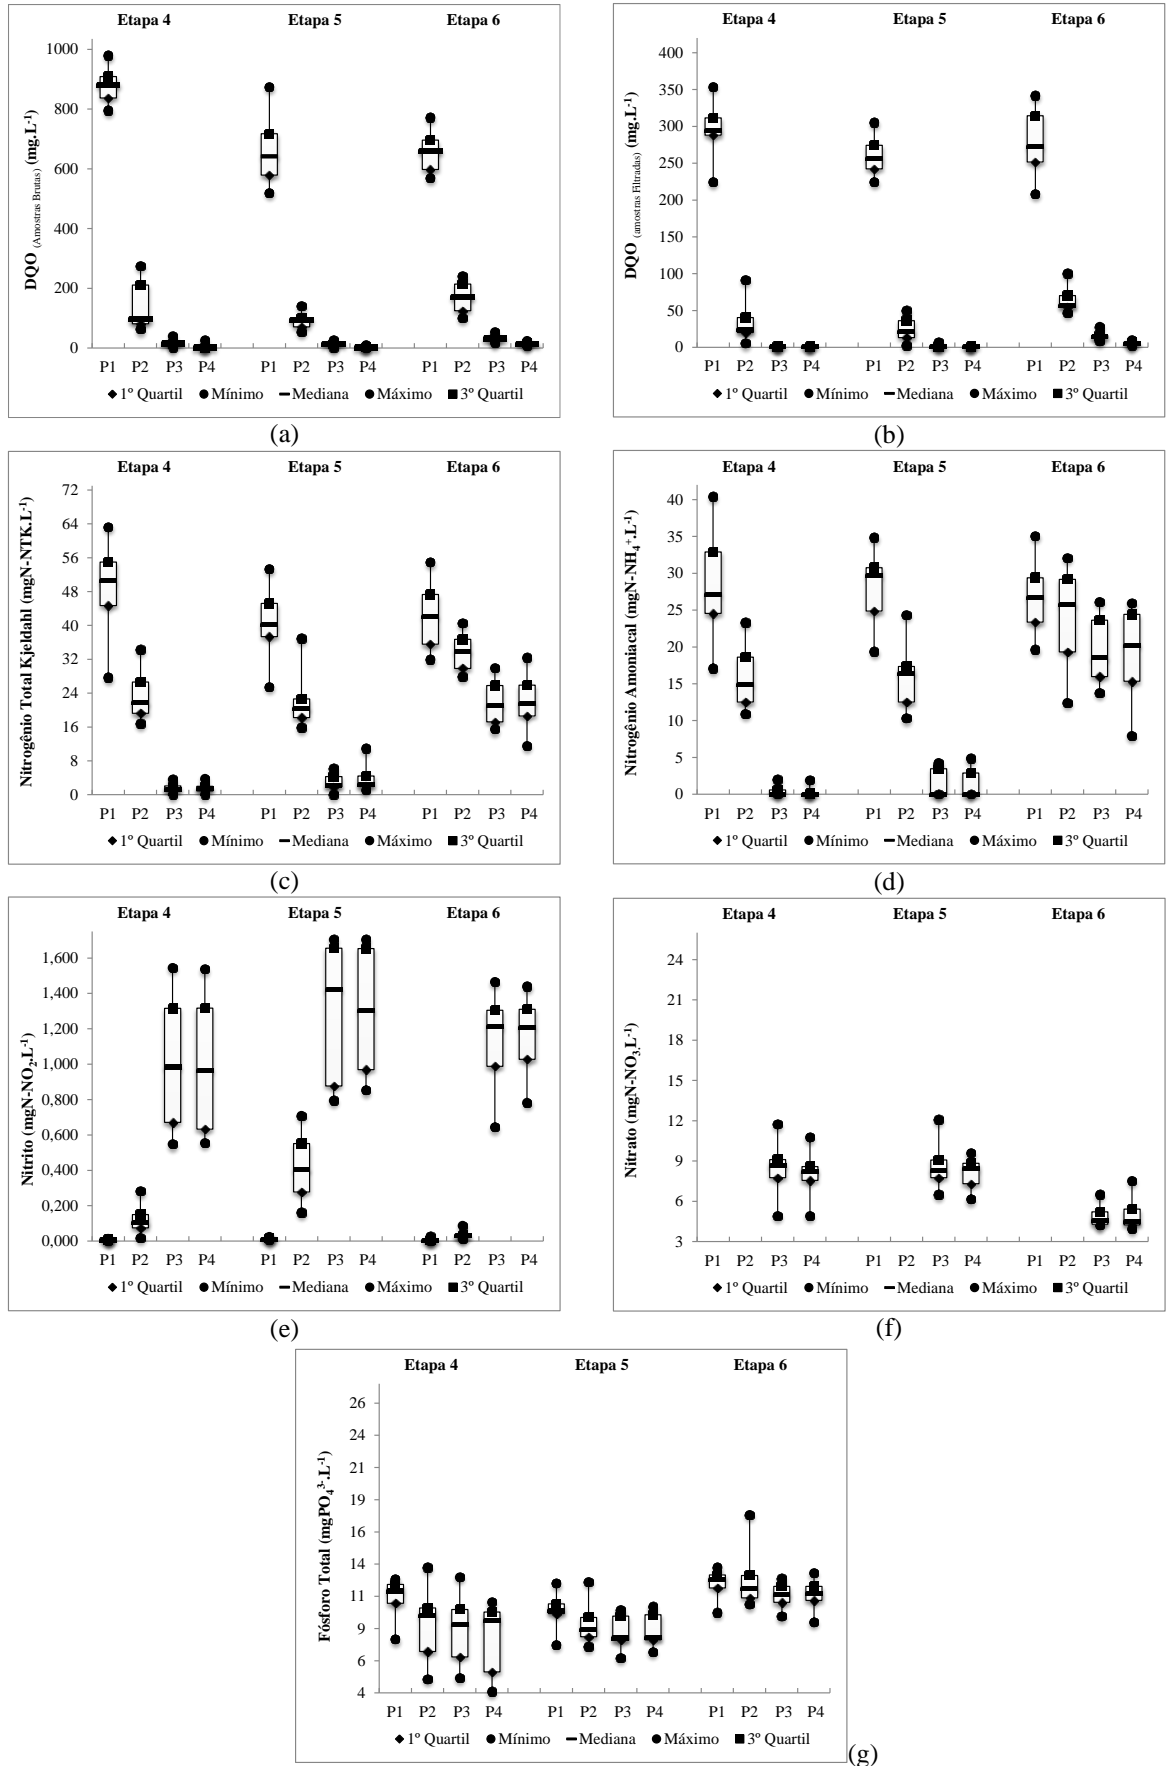 Etapa 4 Etapa 5 Etapa 6
DQO (Amostras Brutas) (mg.L-1)
1000
800
600
400
200
0
P1 P2 P3 P4 P1 P2 P3 P4 P1 P2 P3 P4
1º Quartil Mínimo Mediana Máximo 3º Quartil
(a)
DQO (amostras Filtradas) (mg.L-1)
400
350
300
250
200
150
100
50
0
Etapa 4 Etapa 5 Etapa 6
P1 P2 P3 P4 P1 P2 P3 P4 P1 P2 P3 P4
1º Quartil Mínimo Mediana Máximo 3º Quartil
(b)
Etapa 4 Etapa 5 Etapa 6
Nitrogênio Total Kjeldahl (mgN-NTK.L-1)
72
64
56
48
40
32
24
16
8
0
P1 P2 P3 P4 P1 P2 P3 P4 P1 P2 P3 P4
1º Quartil Mínimo Mediana Máximo 3º Quartil
(c)
Etapa 4 Etapa 5 Etapa 6
Nitrogênio Amoniacal (mgN-NH4+.L-1)
40
35
30
25
20
15
10
5
0
P1 P2 P3 P4 P1 P2 P3 P4 P1 P2 P3 P4
1º Quartil Mínimo Mediana Máximo 3º Quartil
(d)
Etapa 4 Etapa 5 Etapa 6
Nitrito (mgN-NO2.L-1)
1,600
1,400
1,200
1,000
0,800
0,600
0,400
0,200
0,000
P1 P2 P3 P4 P1 P2 P3 P4 P1 P2 P3 P4
1º Quartil Mínimo Mediana Máximo 3º Quartil
(e)
Etapa 4 Etapa 5 Etapa 6
Nitrato (mgN-NO3.L-1)
24
21
18
15
12
9
6
3
P1 P2 P3 P4 P1 P2 P3 P4 P1 P2 P3 P4
1º Quartil Mínimo Mediana Máximo 3º Quartil
(f)
Etapa 4 Etapa 5 Etapa 6
Fósforo Total (mgPO43-.L-1)
26
24
21
19
16
14
11
9
6
4
P1 P2 P3 P4 P1 P2 P3 P4 P1 P2 P3 P4
1º Quartil Mínimo Mediana Máximo 3º Quartil
(g)